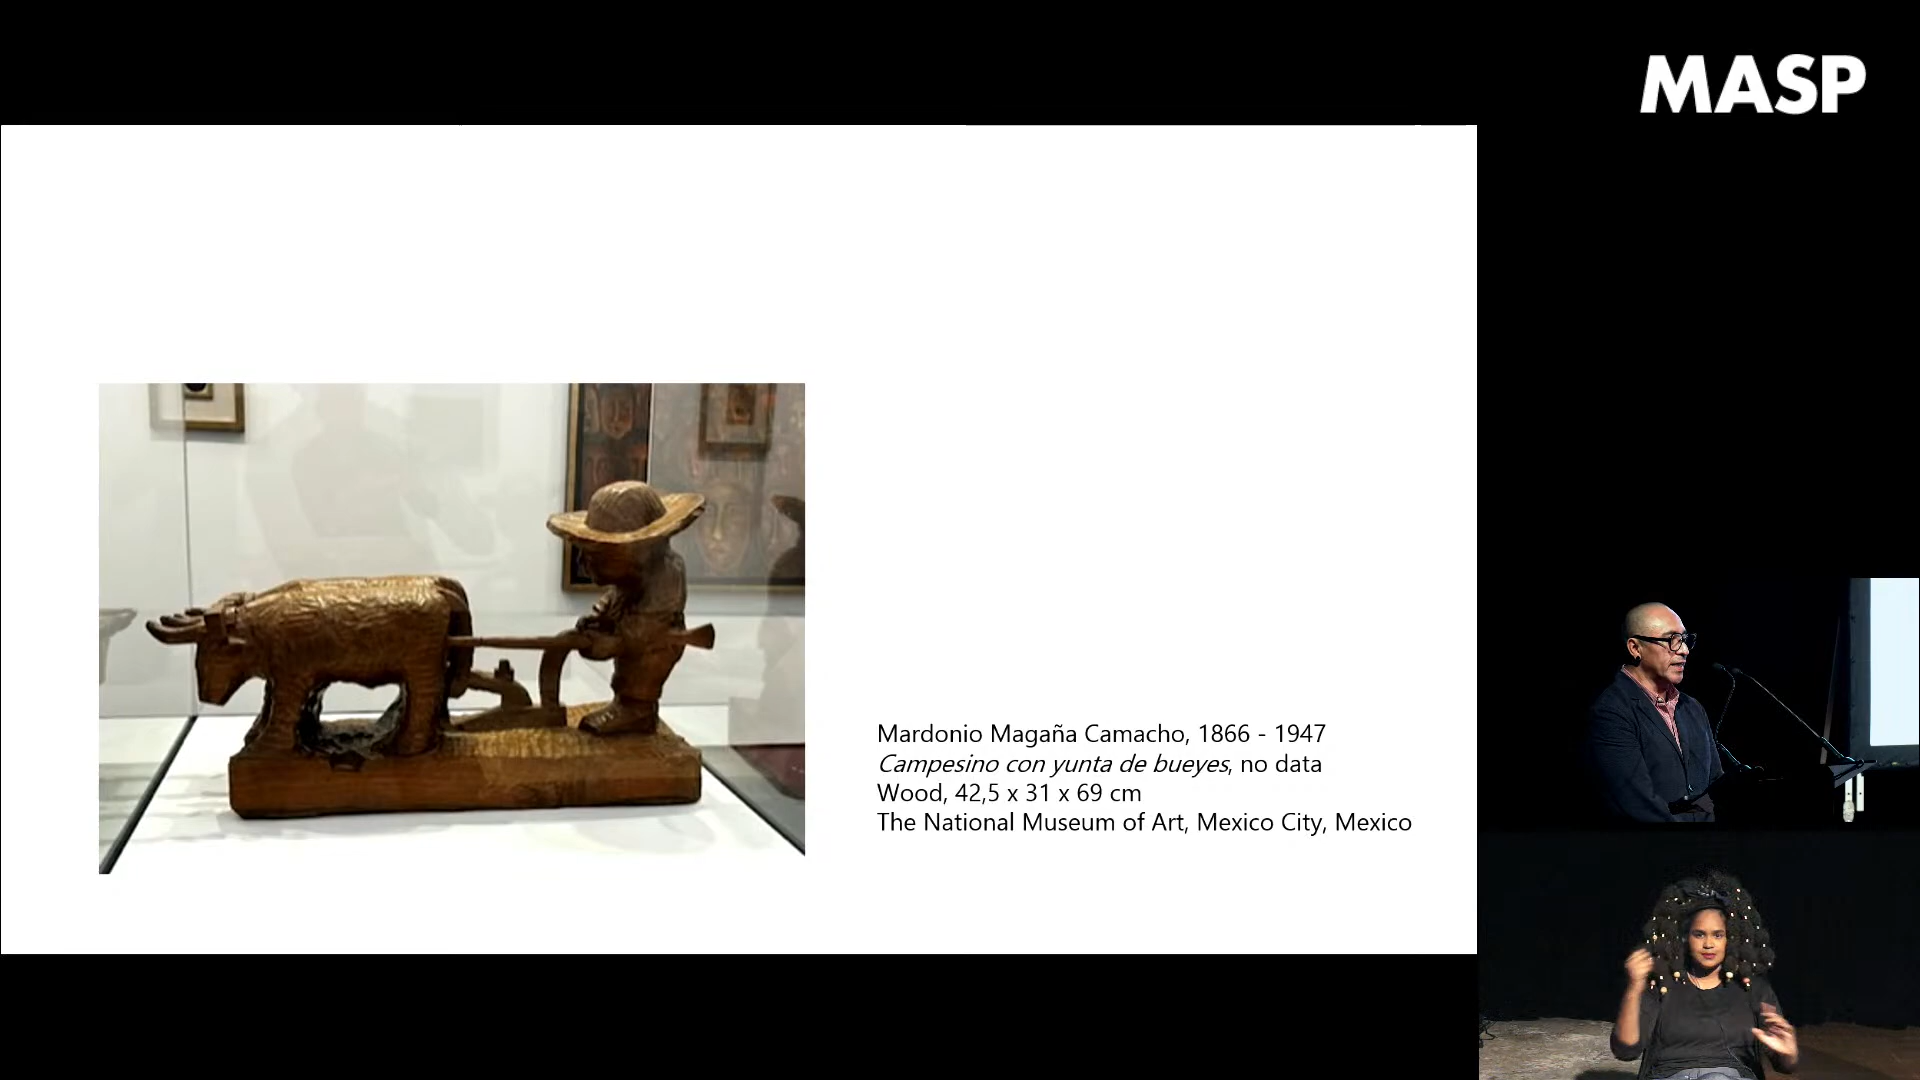 MASP
Mardonio Magaña Camacho, 1866 - 1947
Campesino con yunta de bueyes, no data
Wood, 42,5 x 31 x 69 cm
The National Museum of Art, Mexico City, Mexico